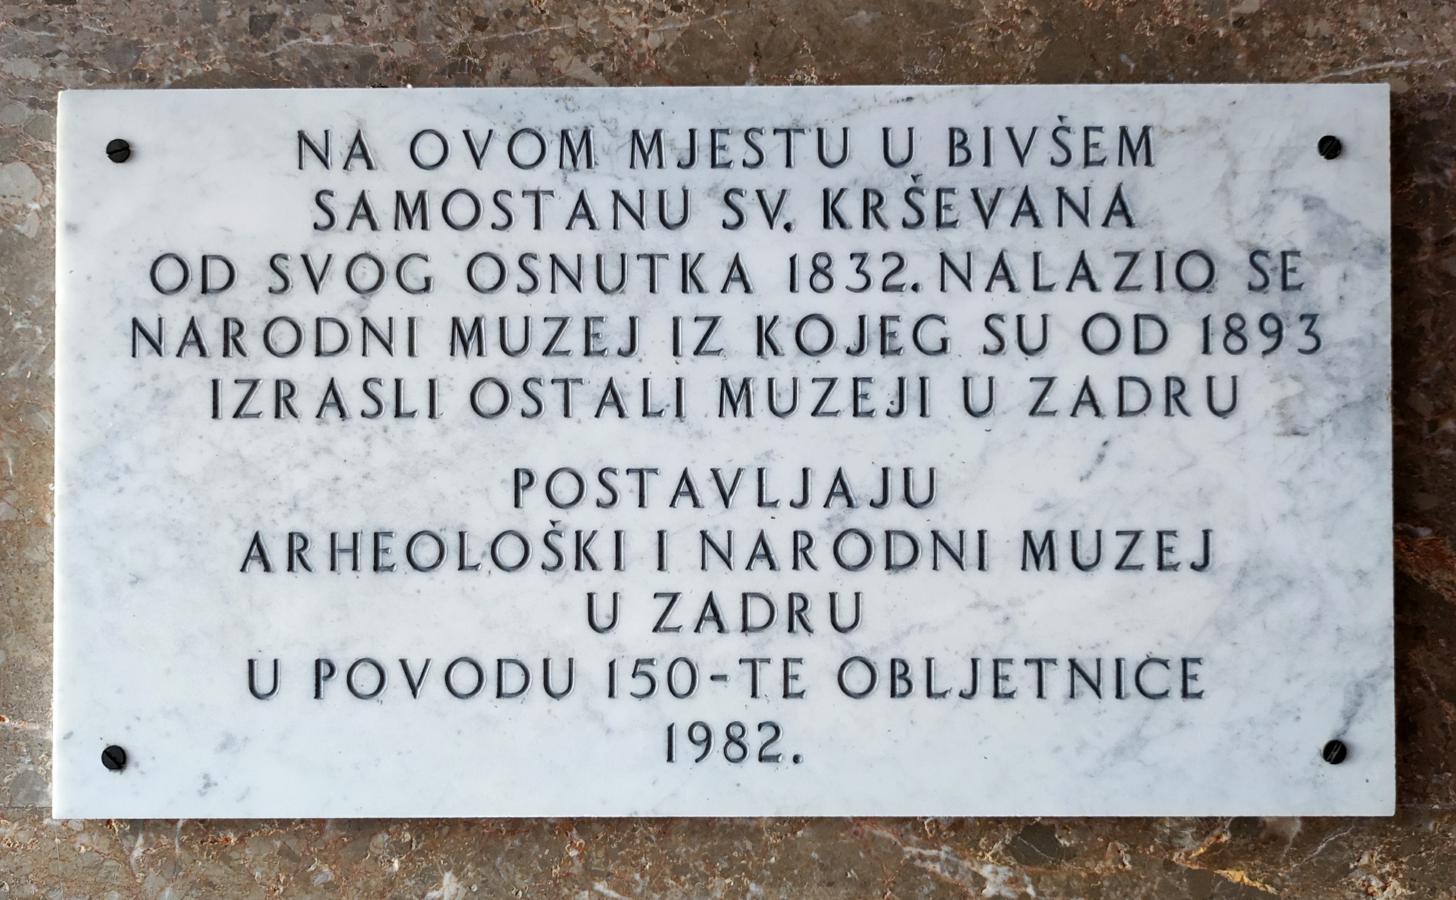 NA OVOM MJESTU U BIVŠEM
SAMOSTANU SV. KRŠEVANA
OD SVOG OSNUTKA 1832. NALAZIO SE
NARODNI MUZEJ IZ KOJEG SU OD 1893
IZRASLI OSTALI MUZEJI U ZADRU
POSTAVLJAJU
ARHEOLOŠKI I NARODNI MUZEJ
U ZADRU
U POVODU 150-TE OBLJETNICE
1982.